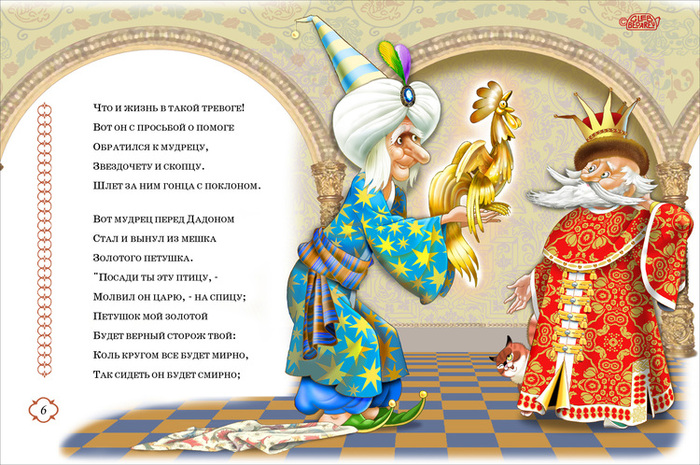 Что и жизнь в такой тревоге!
Вот он с просьбой о помоге
Обратился к мудрецу,
Звездочету и скопцу.
Шлет за ним гонца с поклоном.
Вот мудрец перед Дадоном
Стал и вынул из мешка
Золотого петушка.
"Посади ты эту птицу, -
Молвил он царю, - на спицу;
Петушок мой золотой
Будет верный сторож твой:
Коль кругом все будет мирно,
Так сидеть он будет смирно;
6
©